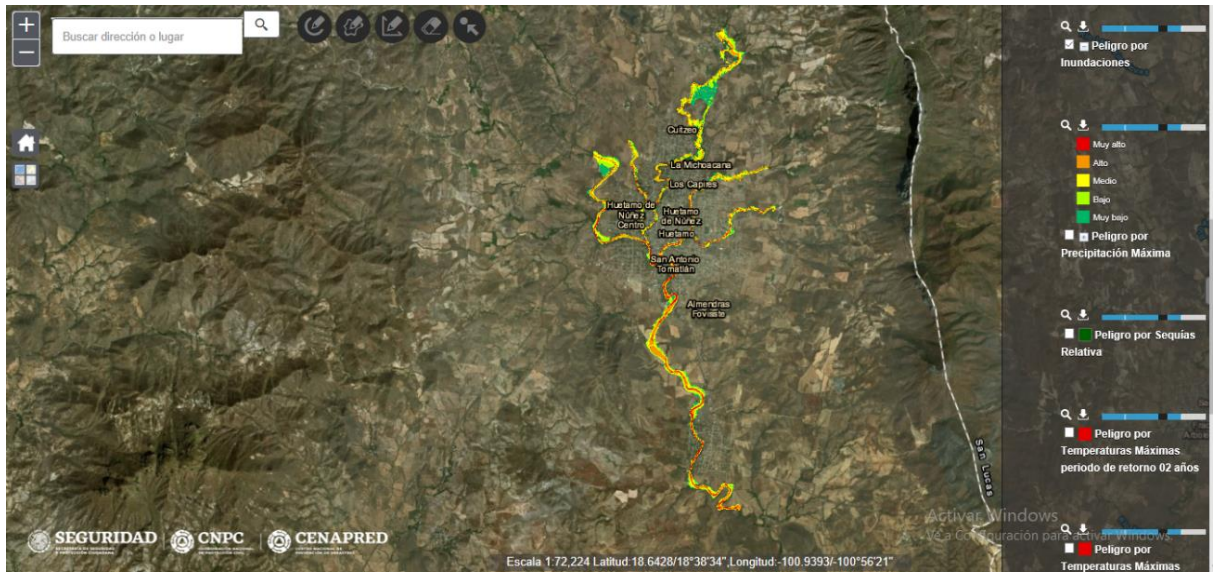 Buscar dirección o lugar
Cuitzeo
La Michoacana
Los Capires
Huetamo de
Núñez
Centro
Huetamo
de Núñez
Huetamo
San Antonio
Tomatlán
Almendras
Fovissste
San Lucas
Peligro por
Inundaciones
Muy alto
Alto
Medio
Bajo
Muy bajo
Peligro por
Precipitación Máxima
Peligro por Sequías
Relativa
Peligro por
Temperaturas Máximas
periodo de retorno 02 años
Peligro por
Temperaturas Máximas
Activar Windows
Ve a Configuración para activar Windows.
SEGURIDAD
CNPC
CENAPRED
Escala 1:72,224 Latitud:18.6428/18°38'34",Longitud:-100.9393/-100°56'21"